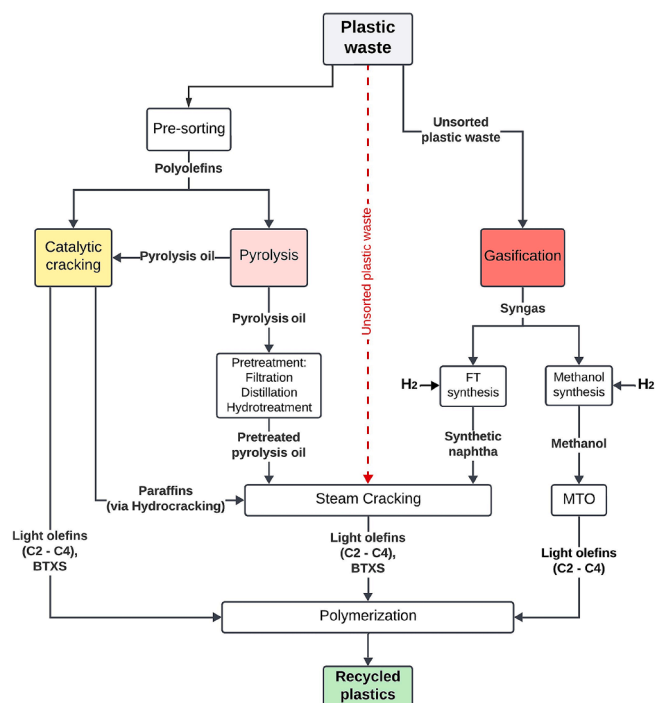 Plastic
waste
Unsorted
plastic waste
Pre-sorting
Polyolefins
Catalytic
cracking
Pyrolysis oil
Pyrolysis
Unsorted plastic waste
Gasification
Syngas
Pyrolysis oil
Pretreatment:
Filtration
Distillation
Hydrotreatment
H2
FT
synthesis
Methanol
synthesis
H2
Pretreated
pyrolysis oil
Synthetic
naphtha
Methanol
Paraffins
(via Hydrocracking)
Steam Cracking
MTO
Light olefins
(C2 - C4),
BTXS
Light olefins
(C2 - C4),
BTXS
Light olefins
(C2 - C4)
Polymerization
Recycled
plastics